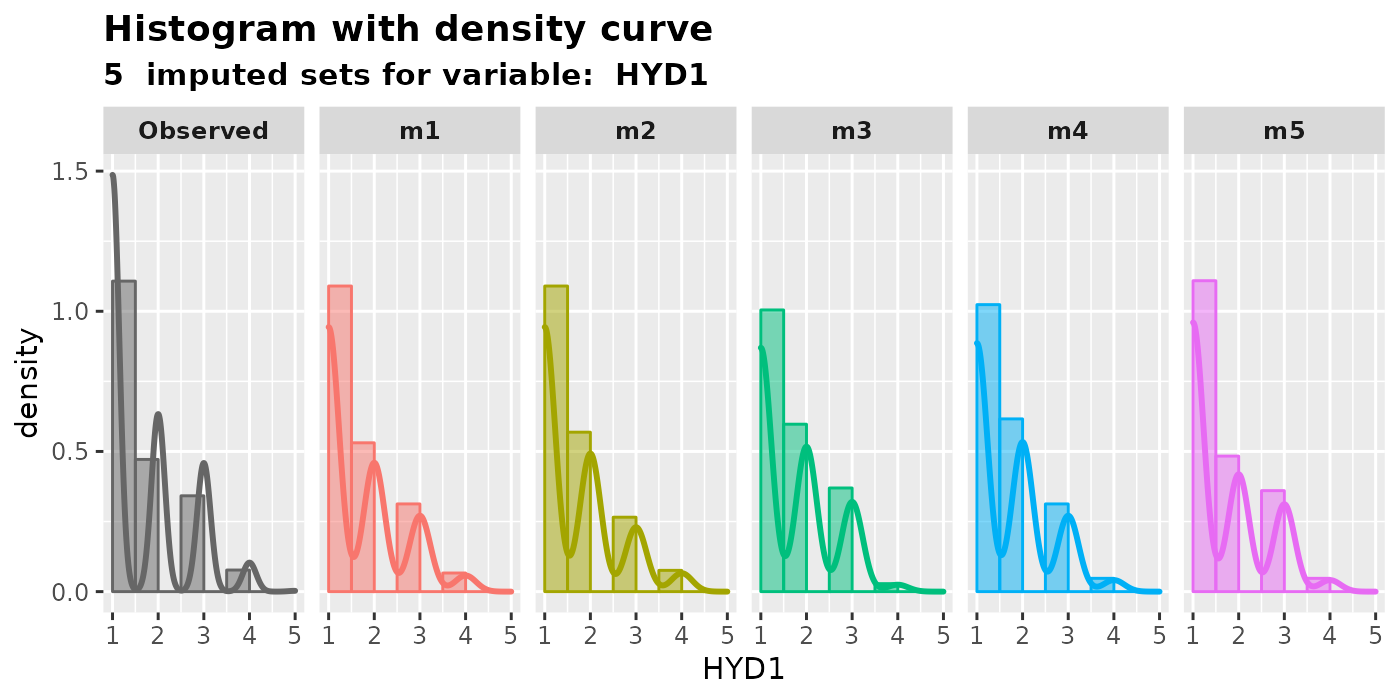 Histogram with density curve
5 imputed sets for variable: HYD1
Observed m1 m2 m3 m4 m5
1.5
1.0
0.5
0.0
density
1 2 3 4 5 1 2 3 4 5 1 2 3 4 5 1 2 3 4 5 1 2 3 4 5 1 2 3 4 5
HYD1